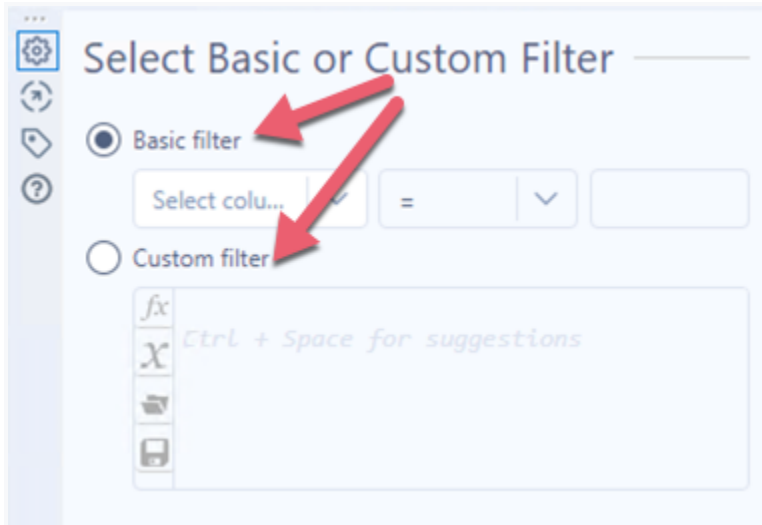 Select Basic or Custom Filter
Basic filter
Select colu...
=
Custom filter
fx
x
Ctrl + Space for suggestions